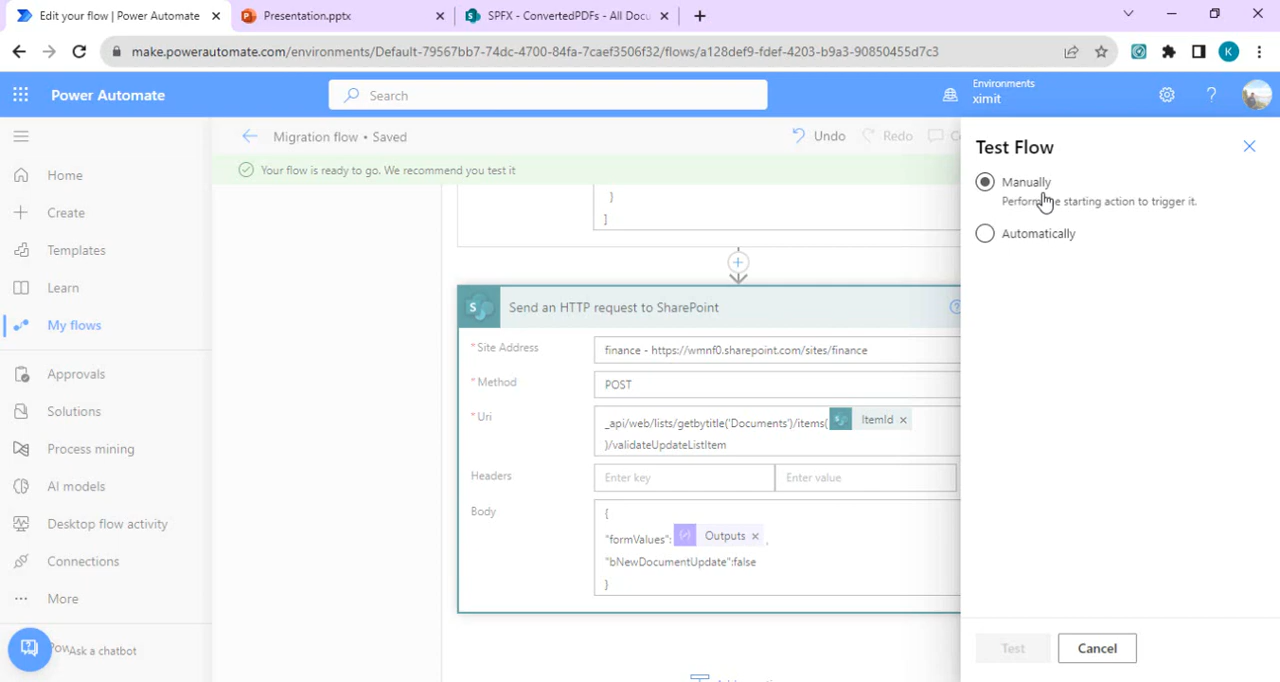 Edit your flow | Power Automate
Presentation.pptx
SPFX - ConvertedPDFs - All Docu
make.powerautomate.com/environments/Default-79567bb7-74dc-4700-84fa-7caef3506f32/flows/a128def9-fdef-4203-b9a3-90850455d7c3
K
Power Automate
Search
Environments
ximit
Migration flow • Saved
Undo
Redo
Your flow is ready to go. We recommend you test it
Home
Create
Templates
Learn
My flows
Approvals
Solutions
Process mining
AI models
Desktop flow activity
Connections
More
Ask a chatbot
}
]
Send an HTTP request to SharePoint
* Site Address
finance - https://wmnf0.sharepoint.com/sites/finance
* Method
POST
* Uri
_api/web/lists/getbytitle('Documents')/items( ItemId ×
)/validateUpdateListItem
Headers
Enter key
Enter value
Body
{
"formValues": Outputs × ,
"bNewDocumentUpdate":false
}
Test Flow
Manually
starting action to trigger it.
Automatically
Test
Cancel